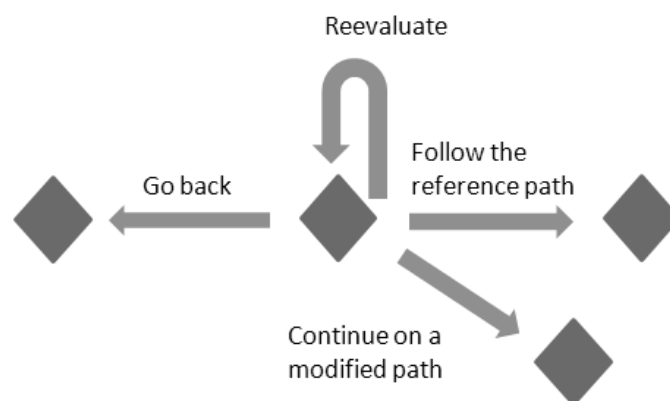 Reevaluate
Go back
Follow the
reference path
Continue on a
modified path